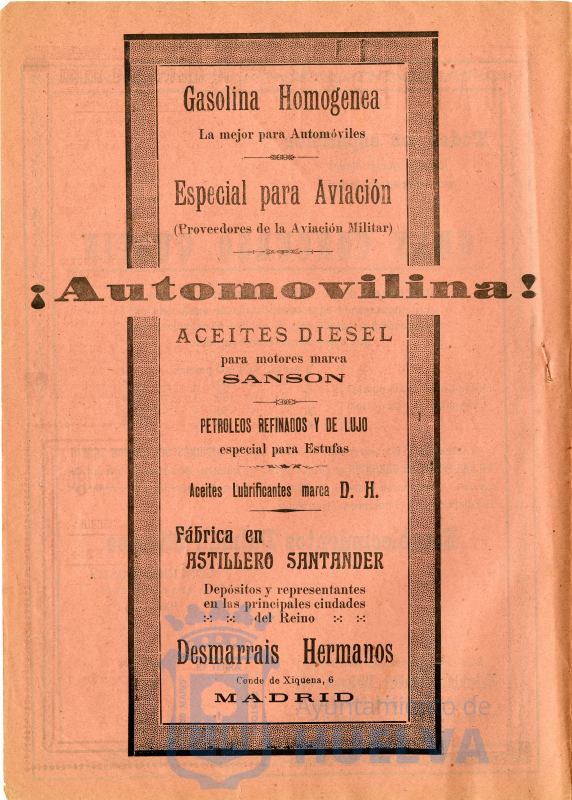 Gasolina Homogenea
La mejor para Automóviles
Especial para Aviación
(Proveedores de la Aviación Militar)
¡Automovilina!
ACEITES DIESEL
para motores marca
SANSON
PETROLEOS REFINADOS Y DE LUJO
especial para Estufas
Aceites Lubrificantes marca D. H.
Fábrica en
ASTILLERO SANTANDER
Depósitos y representantes
en las principales ciudades
del Reino
Desmarrais Hermanos
Conde de Xiquena, 6
MADRID
Ayuntamiento de
HUELVA